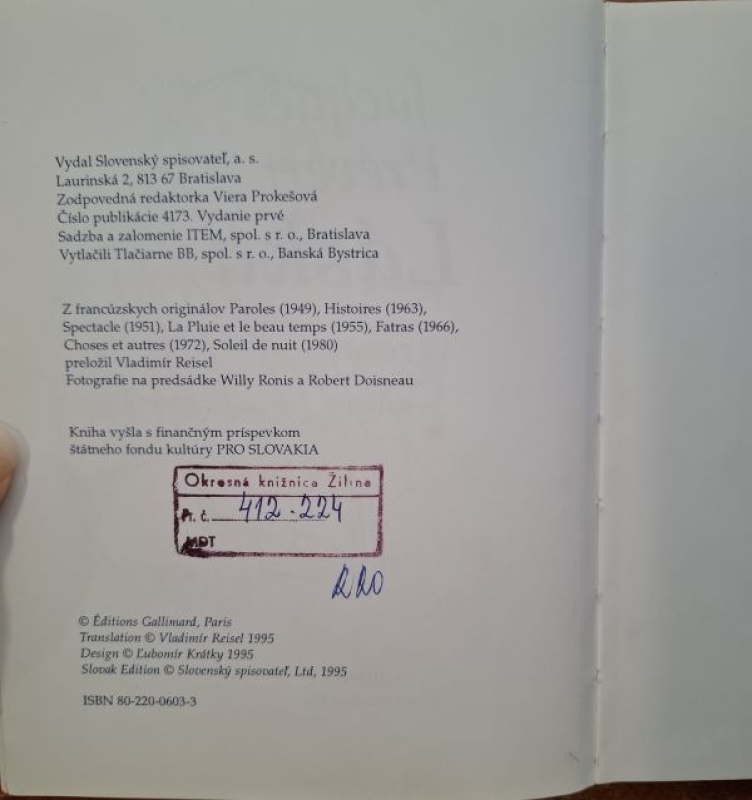 Vydal Slovenský spisovateľ, a. s.
Laurinská 2, 813 67 Bratislava
Zodpovedná redaktorka Viera Prokešová
Číslo publikácie 4173. Vydanie prvé
Sadzba a zalomenie ITEM, spol. s r. o., Bratislava
Vytlačili Tlačiarne BB, spol. s r. o., Banská Bystrica
Z francúzskych originálov Paroles (1949), Histoires (1963),
Spectacle (1951), La Pluie et le beau temps (1955), Fatras (1966),
Choses et autres (1972), Soleil de nuit (1980)
preložil Vladimír Reisel
Fotografie na predsádke Willy Ronis a Robert Doisneau
Kniha vyšla s finančným príspevkom
štátneho fondu kultúry PRO SLOVAKIA
Okresná knižnica Žilina
Pr. č. 412-224
MDT
© Éditions Gallimard, Paris
Translation © Vladimír Reisel 1995
Design © Ľubomír Krátky 1995
Slovak Edition © Slovenský spisovateľ, Ltd, 1995
ISBN 80-220-0603-3